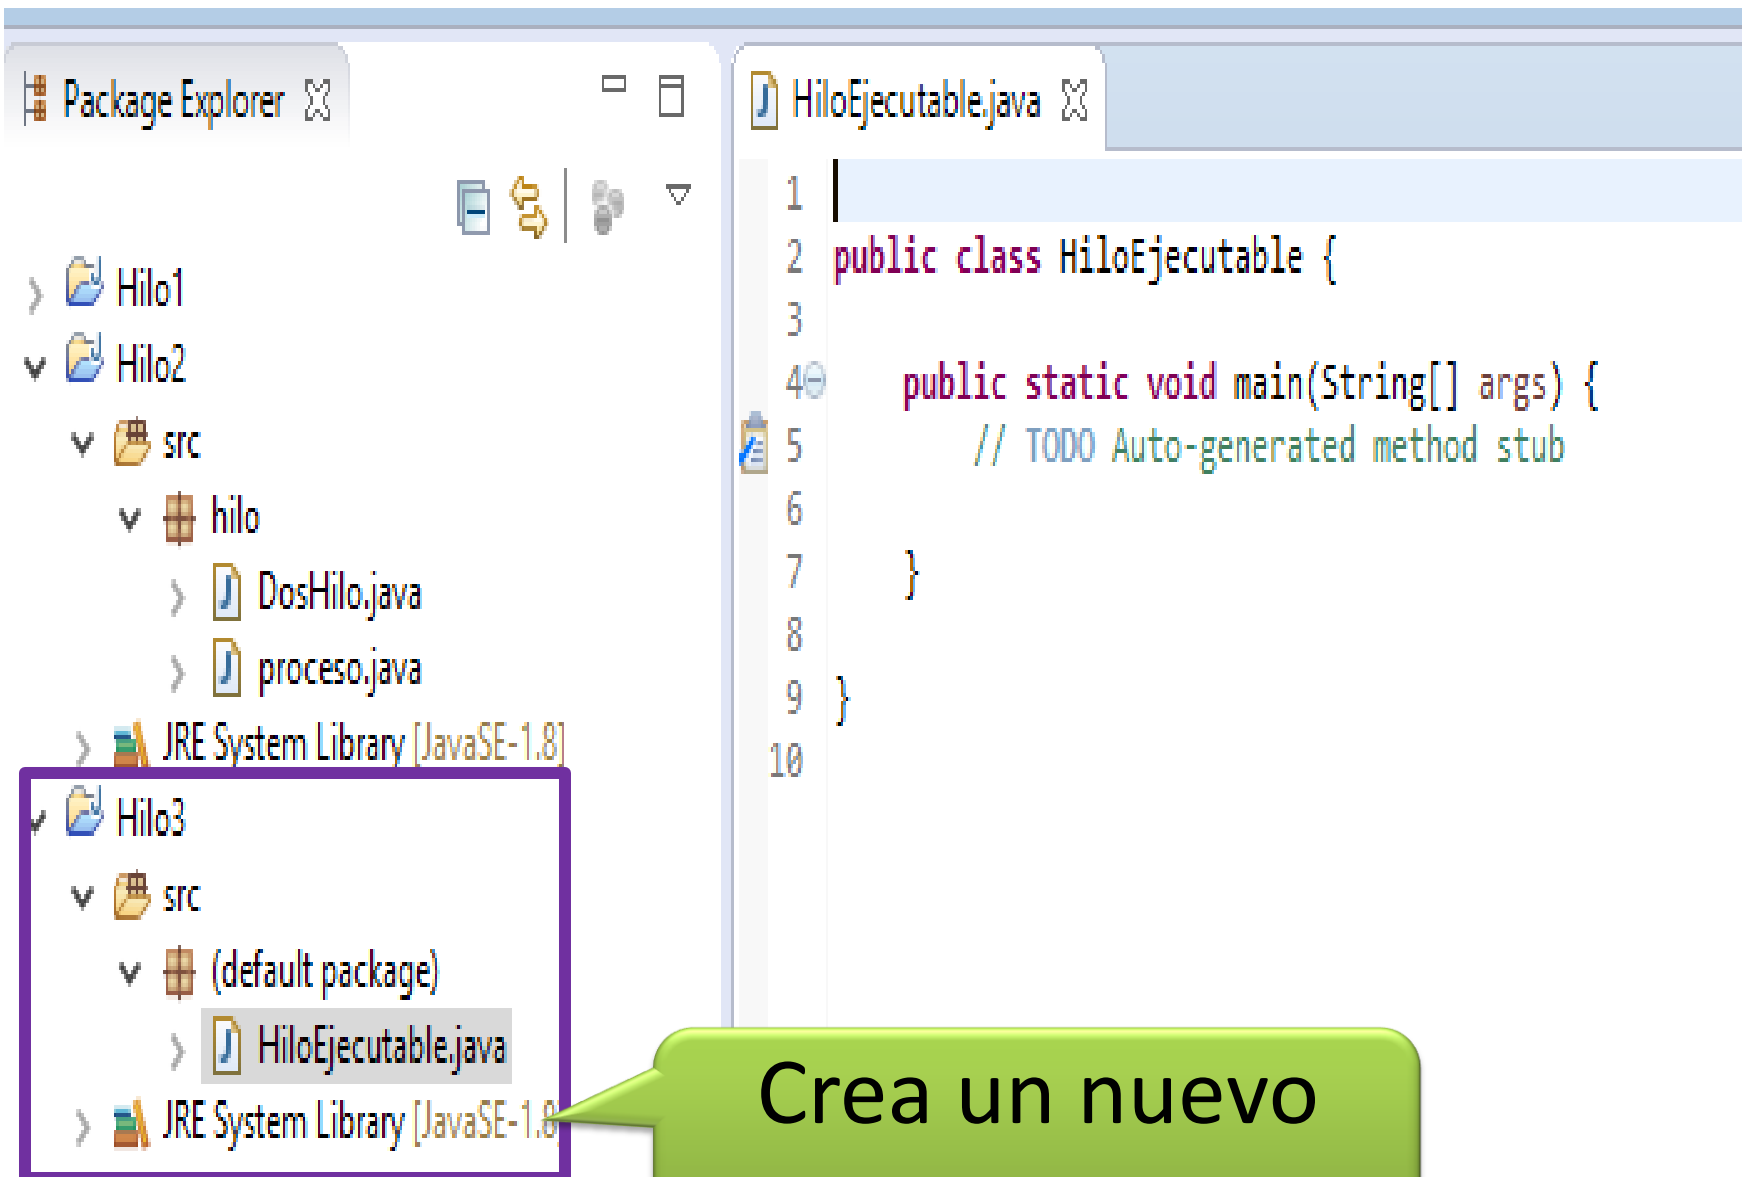 Package Explorer
Hilo1
Hilo2
src
hilo
DosHilo.java
proceso.java
JRE System Library [JavaSE-1.8]
Hilo3
src
(default package)
HiloEjecutable.java
JRE System Library [JavaSE-1.8]
HiloEjecutable.java
1
2 public class HiloEjecutable {
3
4 public static void main(String[] args) {
5 // TODO Auto-generated method stub
6
7 }
8
9 }
10
Crea un nuevo